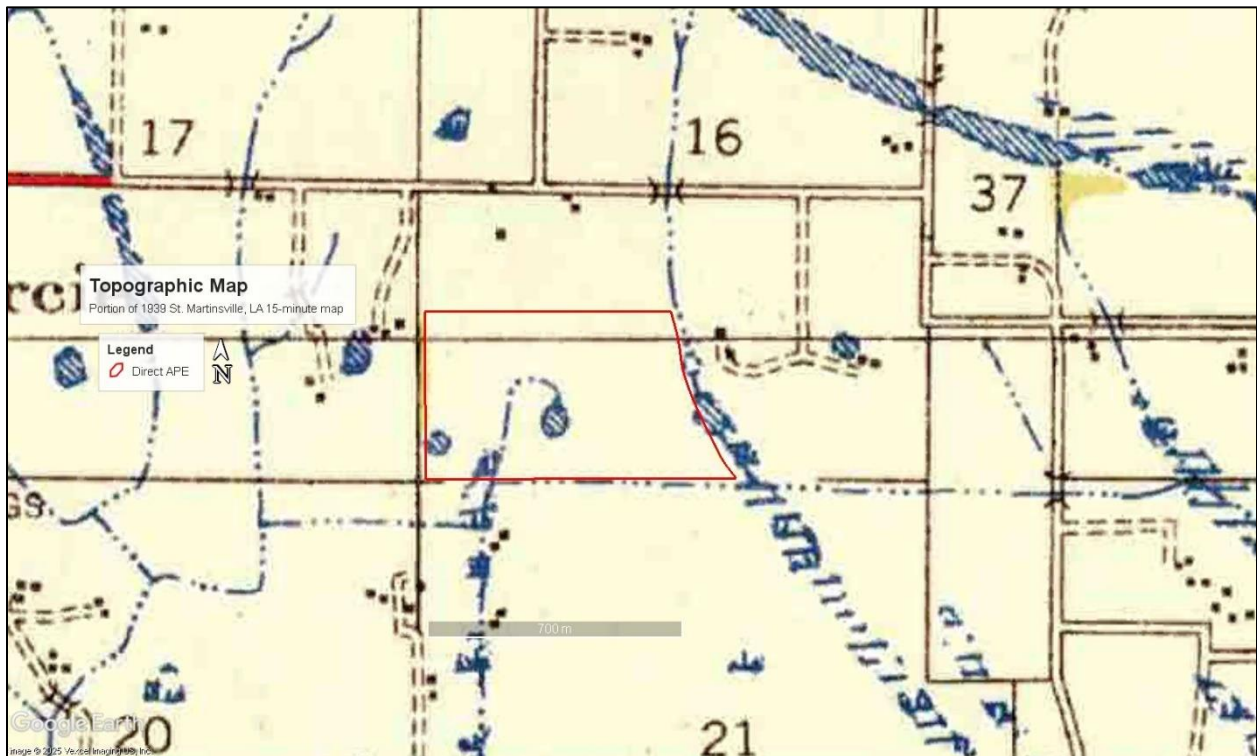 17
16
37
Topographic Map
Portion of 1939 St. Martinsville, LA 15-minute map
Legend
Direct APE
N
700 m
20
21
Google Earth
image © 2025 Vexcel Imaging US, Inc.